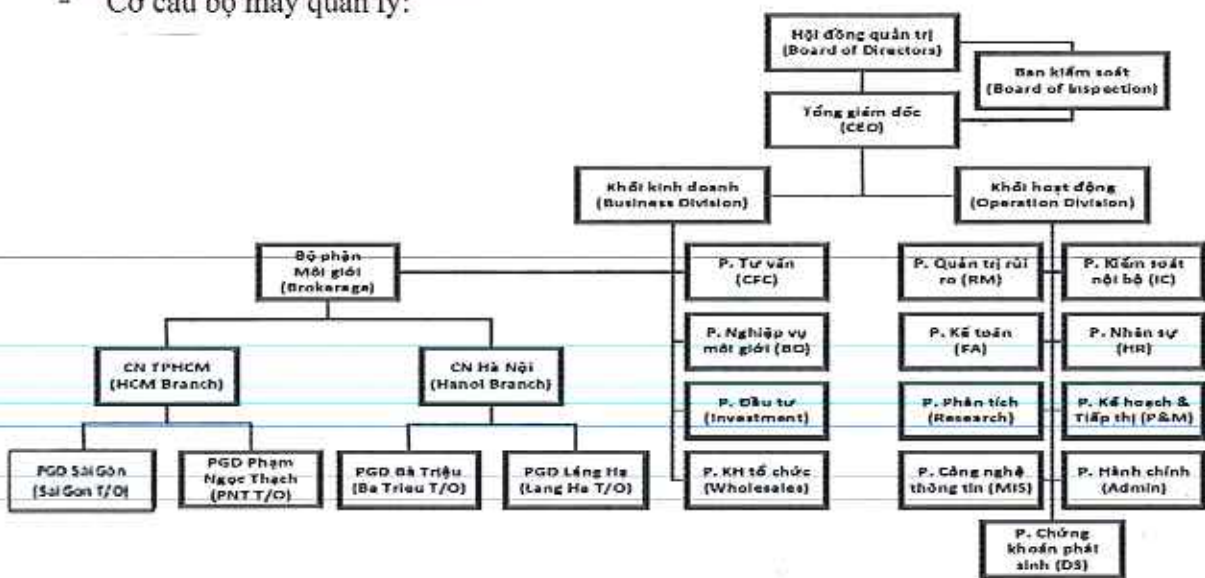 - Cơ cấu bộ máy quản lý:
Hội đồng quản trị
(Board of Directors)
Ban kiểm soát
(Board of Inspection)
Tổng giám đốc
(CEO)
Khối kinh doanh
(Business Division)
Khối hoạt động
(Operation Division)
Bộ phận
Môi giới
(Brokerage)
P. Tư vấn
(CFC)
P. Quản trị rủi
ro (RM)
P. Kiểm soát
nội bộ (IC)
P. Nghiệp vụ
môi giới (BO)
P. Kế toán
(FA)
P. Nhân sự
(HR)
CN TPHCM
(HCM Branch)
CN Hà Nội
(Hanoi Branch)
P. Đầu tư
(Investment)
P. Phân tích
(Research)
P. Kế hoạch &
Tiếp thị (P&M)
PGD Sài Gòn
(Sai Gon T/O)
PGD Phạm
Ngọc Thạch
(PNT T/O)
PGD Bà Triệu
(Ba Trieu T/O)
PGD Láng Hạ
(Lang Ha T/O)
P. KH tổ chức
(Wholesales)
P. Công nghệ
thông tin (MIS)
P. Hành chính
(Admin)
P. Chứng
khoán phái
sinh (DS)